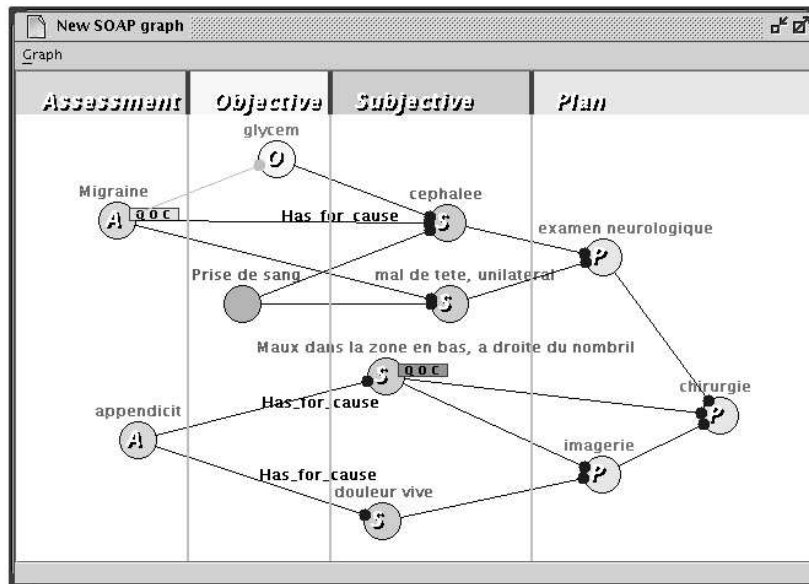 New SOAP graph
Graph
Assessment Objective Subjective Plan
glycem
O
Migraine
A
QOC
Has_for_cause
cephalee
S
examen neurologique
P
Prise de sang
mal de tete, unilateral
S
Maux dans la zone en bas, a droite du nombril
S
QOC
Has_for_cause
chirurgie
P
appendicit
A
imagerie
P
Has_for_cause
douleur vive
S